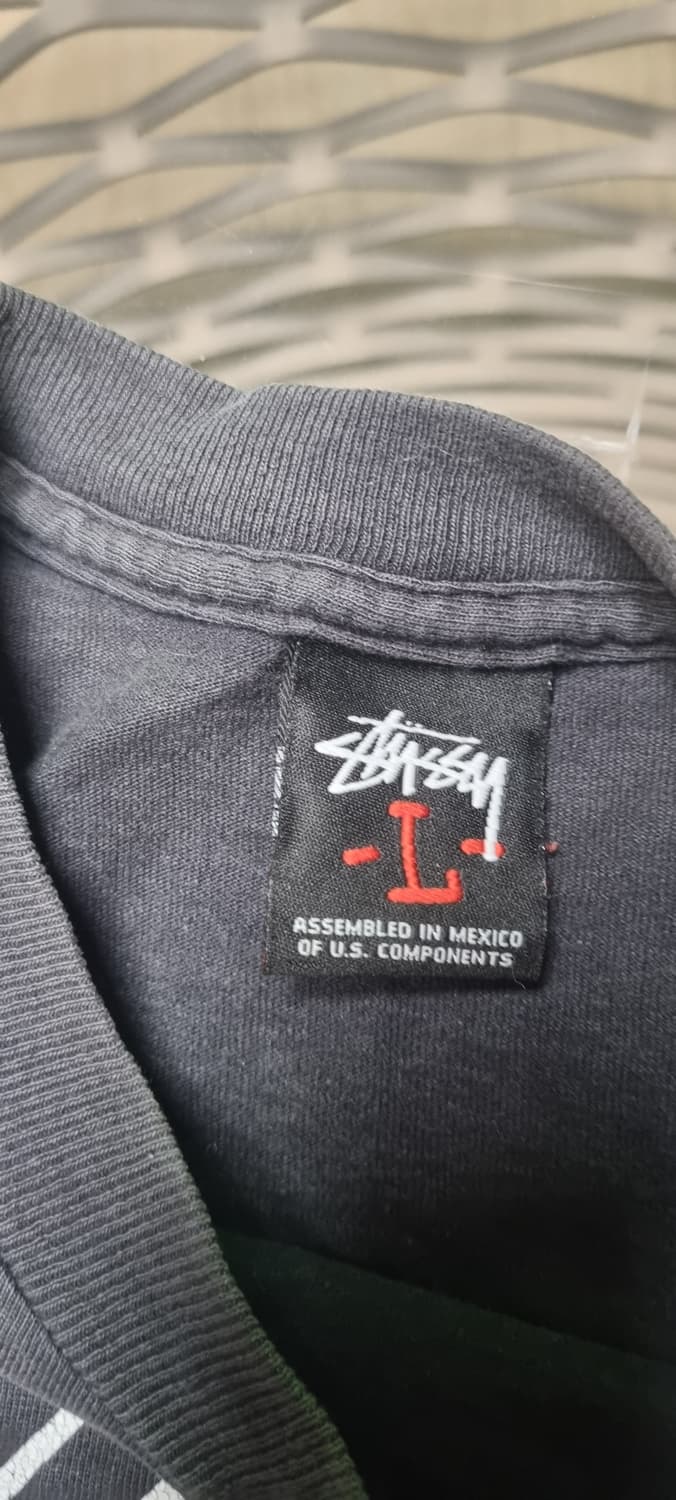 Stüssy
-L-
ASSEMBLED IN MEXICO
OF U.S. COMPONENTS